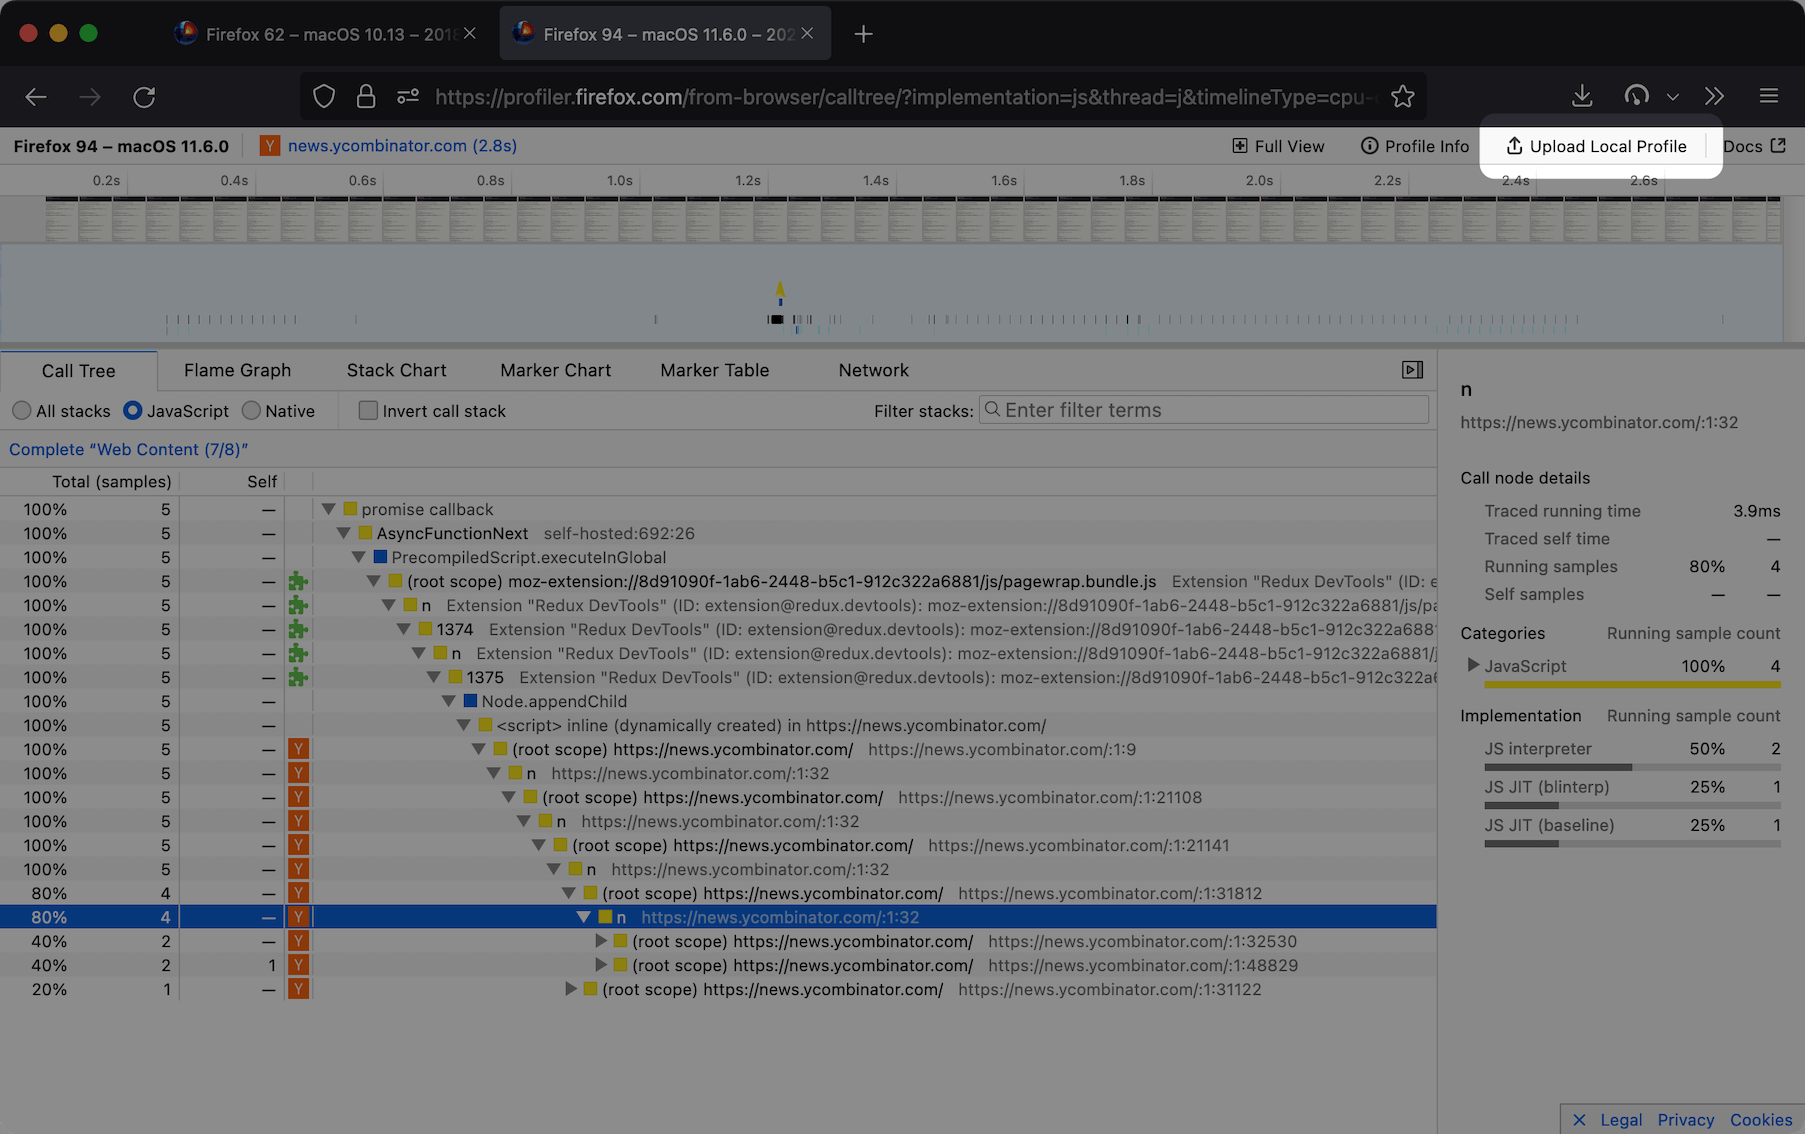 Firefox 62 – macOS 10.13 – 2018
Firefox 94 – macOS 11.6.0 – 202
https://profiler.firefox.com/from-browser/calltree/?implementation=js&thread=j&timelineType=cpu-
Firefox 94 – macOS 11.6.0
Y news.ycombinator.com (2.8s)
Full View
Profile Info
Upload Local Profile
Docs
0.2s 0.4s 0.6s 0.8s 1.0s 1.2s 1.4s 1.6s 1.8s 2.0s 2.2s 2.4s 2.6s
Call Tree Flame Graph Stack Chart Marker Chart Marker Table Network
All stacks JavaScript Native Invert call stack Filter stacks: Enter filter terms
Complete “Web Content (7/8)”
Total (samples) Self
100% 5 — promise callback
100% 5 — AsyncFunctionNext self-hosted:692:26
100% 5 — PrecompiledScript.executeInGlobal
100% 5 — (root scope) moz-extension://8d91090f-1ab6-2448-b5c1-912c322a6881/js/pagewrap.bundle.js Extension "Redux DevTools" (ID: e
100% 5 — n Extension "Redux DevTools" (ID: extension@redux.devtools): moz-extension://8d91090f-1ab6-2448-b5c1-912c322a6881/js/pa
100% 5 — 1374 Extension "Redux DevTools" (ID: extension@redux.devtools): moz-extension://8d91090f-1ab6-2448-b5c1-912c322a688
100% 5 — n Extension "Redux DevTools" (ID: extension@redux.devtools): moz-extension://8d91090f-1ab6-2448-b5c1-912c322a6881/j
100% 5 — 1375 Extension "Redux DevTools" (ID: extension@redux.devtools): moz-extension://8d91090f-1ab6-2448-b5c1-912c322a6
100% 5 — Node.appendChild
100% 5 — <script> inline (dynamically created) in https://news.ycombinator.com/
100% 5 — Y (root scope) https://news.ycombinator.com/ https://news.ycombinator.com/:1:9
100% 5 — Y n https://news.ycombinator.com/:1:32
100% 5 — Y (root scope) https://news.ycombinator.com/ https://news.ycombinator.com/:1:21108
100% 5 — Y n https://news.ycombinator.com/:1:32
100% 5 — Y (root scope) https://news.ycombinator.com/ https://news.ycombinator.com/:1:21141
100% 5 — Y n https://news.ycombinator.com/:1:32
80% 4 — Y (root scope) https://news.ycombinator.com/ https://news.ycombinator.com/:1:31812
80% 4 — Y n https://news.ycombinator.com/:1:32
40% 2 — Y (root scope) https://news.ycombinator.com/ https://news.ycombinator.com/:1:32530
40% 2 1 Y (root scope) https://news.ycombinator.com/ https://news.ycombinator.com/:1:48829
20% 1 — Y (root scope) https://news.ycombinator.com/ https://news.ycombinator.com/:1:31122
n
https://news.ycombinator.com/:1:32
Call node details
Traced running time 3.9ms
Traced self time —
Running samples 80% 4
Self samples — —
Categories Running sample count
JavaScript 100% 4
Implementation Running sample count
JS interpreter 50% 2
JS JIT (blinterp) 25% 1
JS JIT (baseline) 25% 1
Legal Privacy Cookies